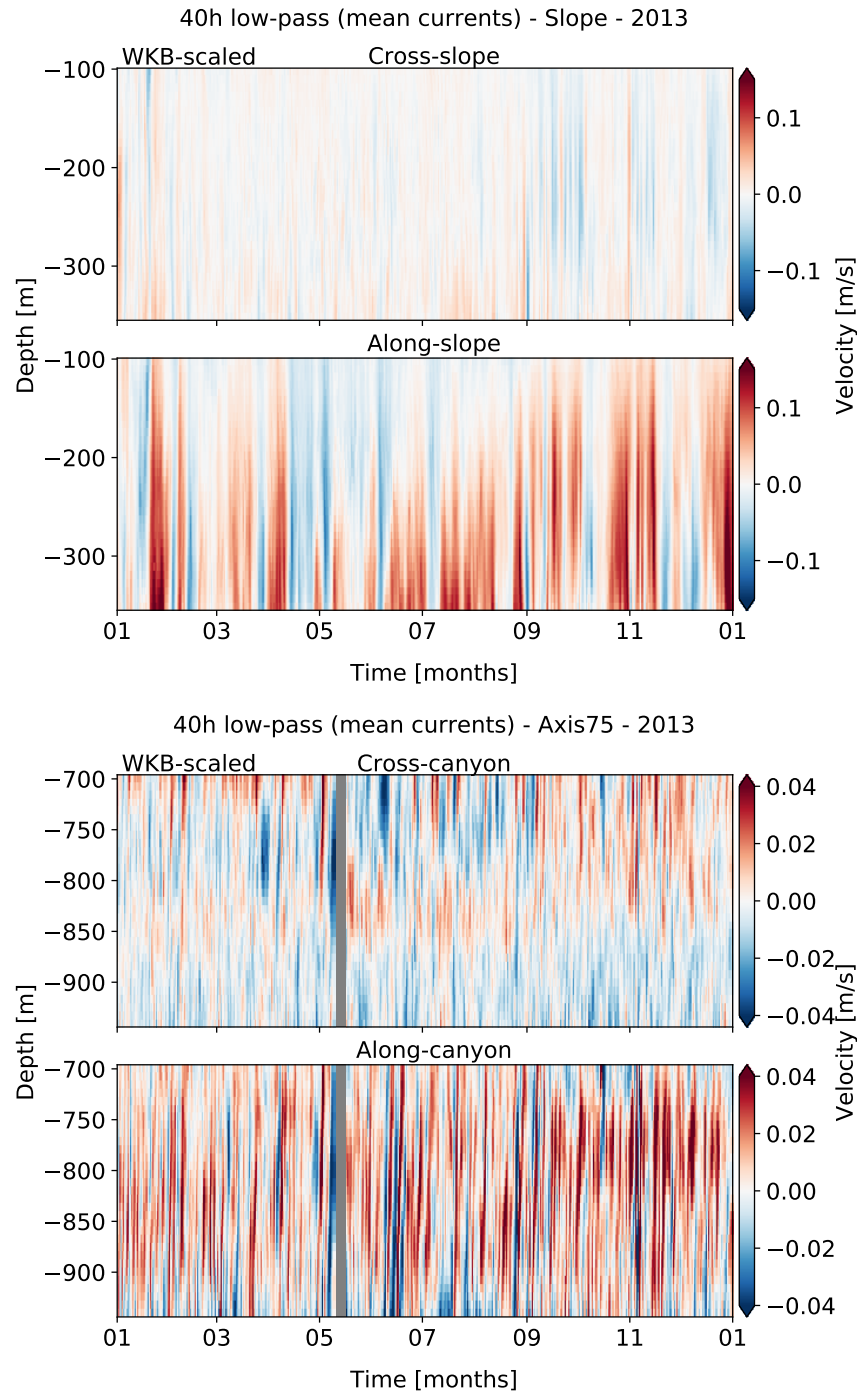 40h low-pass (mean currents) - Slope - 2013
WKB-scaled Cross-slope
−100
−200
−300
0.1
0.0
−0.1
Along-slope
−100
−200
−300
0.1
0.0
−0.1
Depth [m]
Velocity [m/s]
01 03 05 07 09 11 01
Time [months]
40h low-pass (mean currents) - Axis75 - 2013
WKB-scaled Cross-canyon
−700
−750
−800
−850
−900
0.04
0.02
0.00
−0.02
−0.04
Along-canyon
−700
−750
−800
−850
−900
0.04
0.02
0.00
−0.02
−0.04
Depth [m]
Velocity [m/s]
01 03 05 07 09 11 01
Time [months]